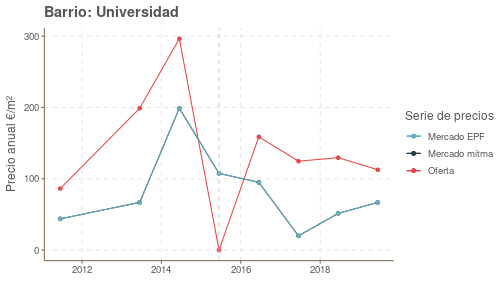 Barrio: Universidad
Precio anual €/m²
300
200
100
0
2012
2014
2016
2018
Serie de precios
Mercado EPF
Mercado mitma
Oferta